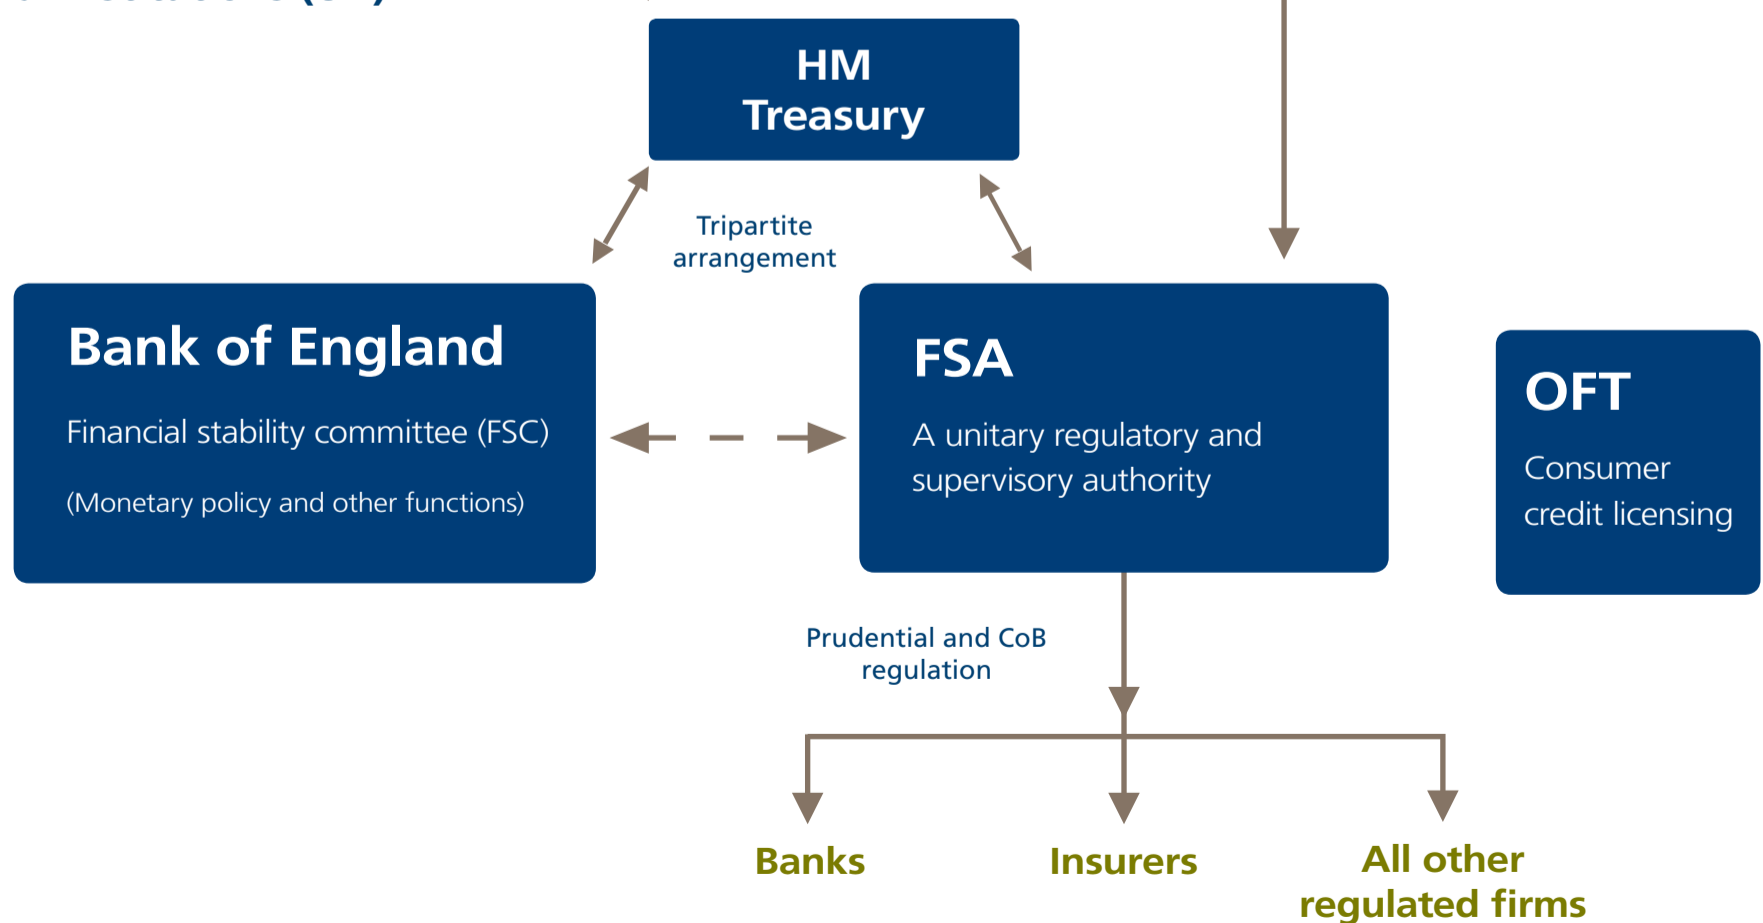 HM
Treasury
Tripartite
arrangement
Bank of England
Financial stability committee (FSC)
(Monetary policy and other functions)
FSA
A unitary regulatory and
supervisory authority
OFT
Consumer
credit licensing
Prudential and CoB
regulation
Banks
Insurers
All other
regulated firms